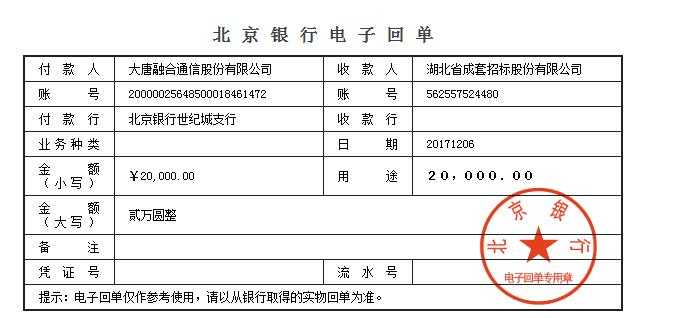 北京银行电子回单
付款人 大唐融合通信股份有限公司 收款人 湖北省成套招标股份有限公司
账号 20000025648500018461472 账号 562557524480
付款行 北京银行世纪城支行 收款行
业务种类 日期 20171206
金额（小写） ￥20,000.00 用途 20,000.00
金额（大写） 贰万圆整
备注
凭证号 流水号
提示：电子回单仅作参考使用，请以从银行取得的实物回单为准。
北京银行
电子回单专用章